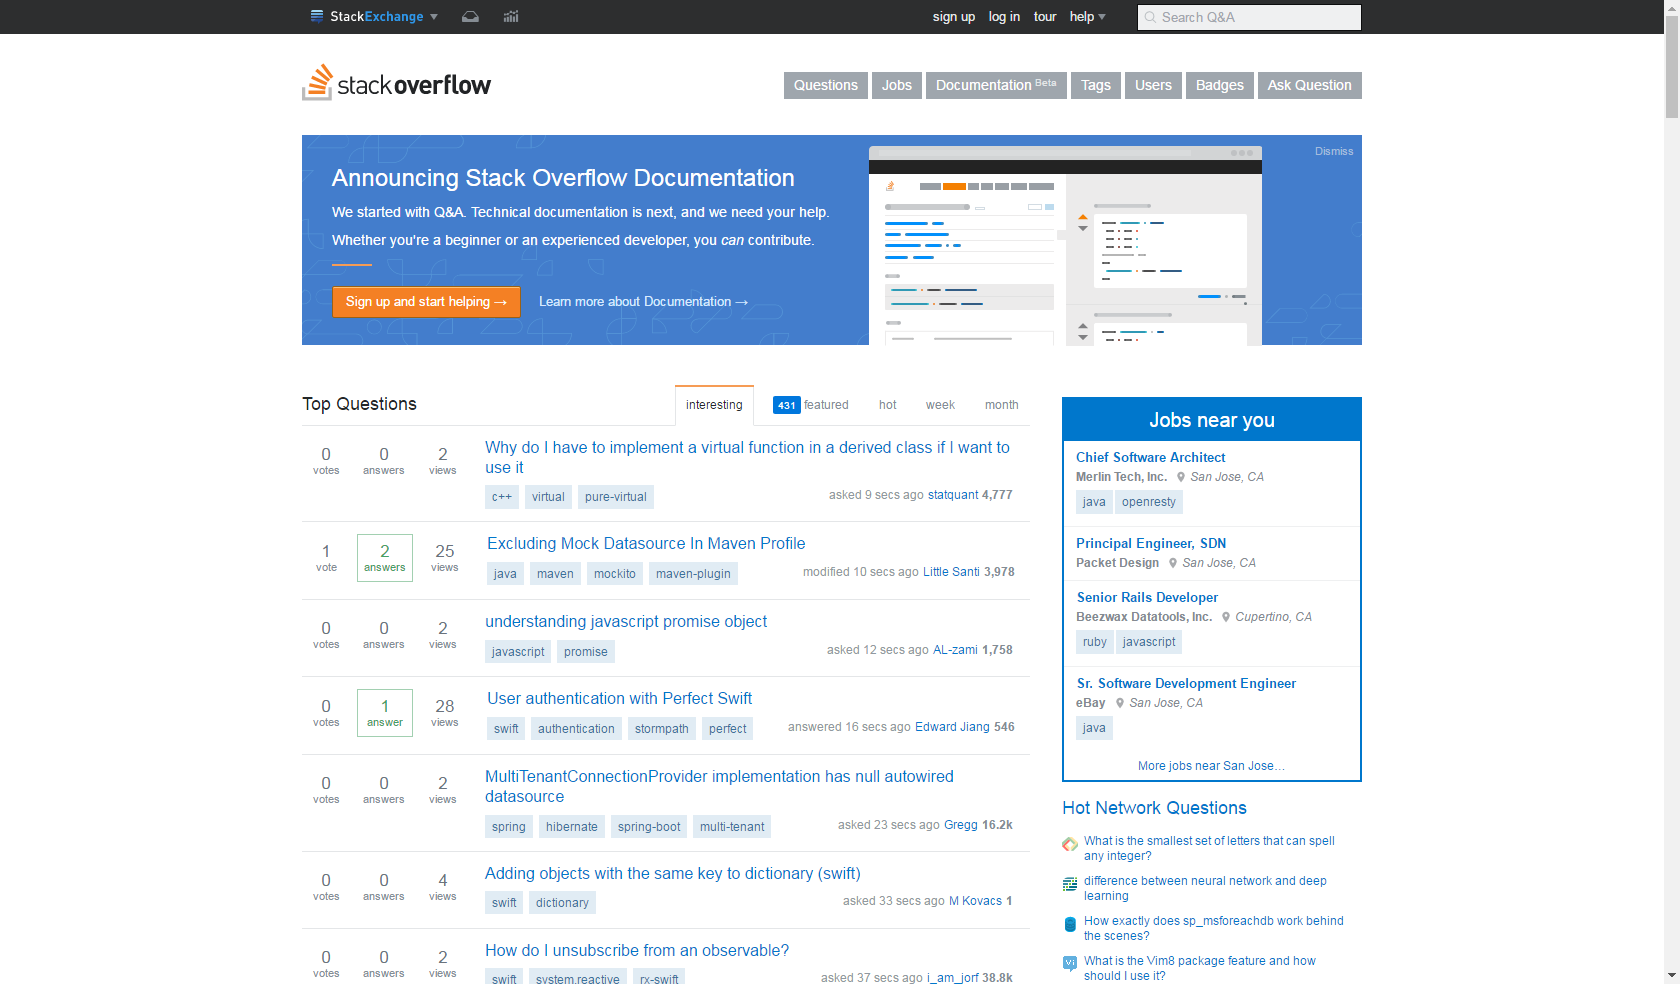 StackExchange
sign up log in tour help
Search Q&A
stackoverflow
Questions Jobs Documentation Beta Tags Users Badges Ask Question
Announcing Stack Overflow Documentation
We started with Q&A. Technical documentation is next, and we need your help.
Whether you're a beginner or an experienced developer, you can contribute.
Sign up and start helping → Learn more about Documentation →
Dismiss
Top Questions
interesting 431 featured hot week month
0 votes 0 answers 2 views
Why do I have to implement a virtual function in a derived class if I want to
use it
c++ virtual pure-virtual
asked 9 secs ago statquant 4,777
1 vote 2 answers 25 views
Excluding Mock Datasource In Maven Profile
java maven mockito maven-plugin
modified 10 secs ago Little Santi 3,978
0 votes 0 answers 2 views
understanding javascript promise object
javascript promise
asked 12 secs ago AL-zami 1,758
0 votes 1 answer 28 views
User authentication with Perfect Swift
swift authentication stormpath perfect
answered 16 secs ago Edward Jiang 546
0 votes 0 answers 2 views
MultiTenantConnectionProvider implementation has null autowired
datasource
spring hibernate spring-boot multi-tenant
asked 23 secs ago Gregg 16.2k
0 votes 0 answers 4 views
Adding objects with the same key to dictionary (swift)
swift dictionary
asked 33 secs ago M Kovacs 1
0 votes 0 answers 2 views
How do I unsubscribe from an observable?
swift system.reactive rx-swift
asked 37 secs ago i_am_jorf 38.8k
Jobs near you
Chief Software Architect
Merlin Tech, Inc. San Jose, CA
java openresty
Principal Engineer, SDN
Packet Design San Jose, CA
Senior Rails Developer
Beezwax Datatools, Inc. Cupertino, CA
ruby javascript
Sr. Software Development Engineer
eBay San Jose, CA
java
More jobs near San Jose…
Hot Network Questions
What is the smallest set of letters that can spell
any integer?
difference between neural network and deep
learning
How exactly does sp_msforeachdb work behind
the scenes?
Vi
What is the Vim8 package feature and how
should I use it?